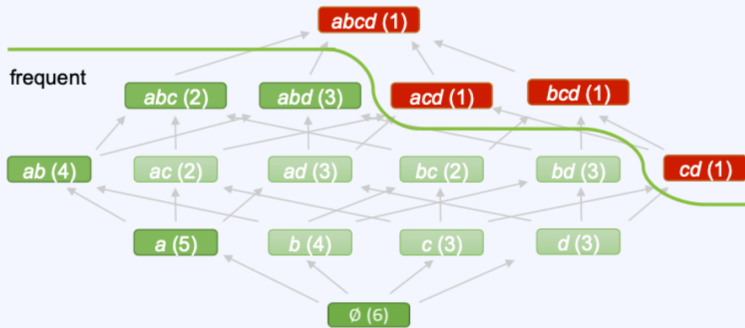 abcd (1)
frequent
abc (2) abd (3) acd (1) bcd (1)
ab (4) ac (2) ad (3) bc (2) bd (3) cd (1)
a (5) b (4) c (3) d (3)
∅ (6)